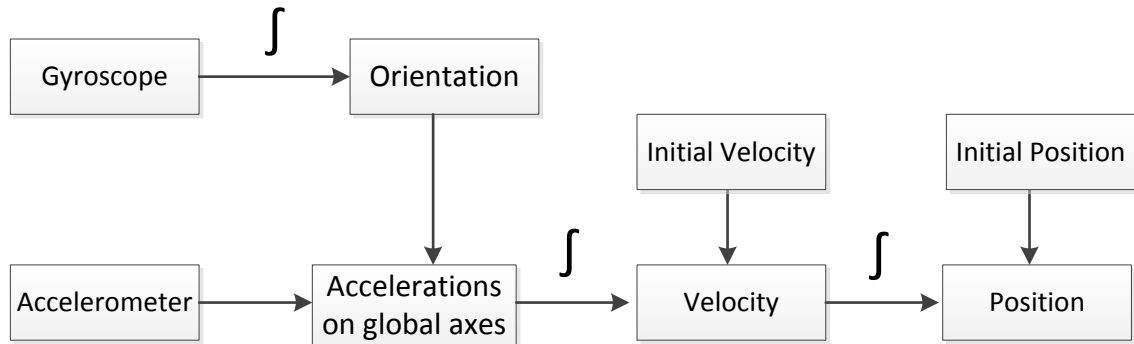 ∫
Gyroscope
Orientation
Initial Velocity
Initial Position
∫
∫
Accelerometer
Accelerations
on global axes
Velocity
Position